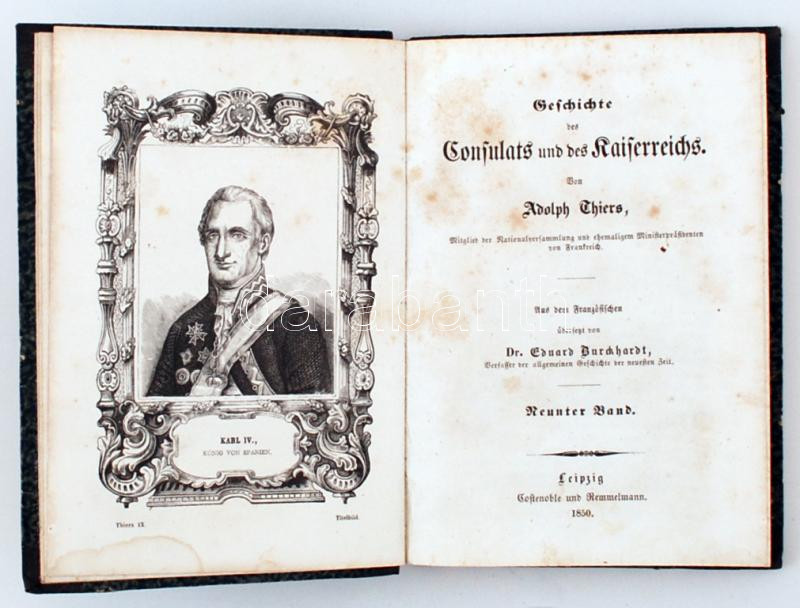 KARL IV.,
KÖNIG VON SPANIEN.
Thiers IX.
Titelbild.
Geschichte
des
Consulats und des Kaiserreichs.
Von
Adolph Thiers,
Mitglied der Nationalversammlung und ehemaligem Ministerpräsidenten
von Frankreich.
Aus dem Französischen
übersetzt von
Dr. Eduard Burckhardt,
Verfasser der allgemeinen Geschichte der neuesten Zeit.
Neunter Band.
Leipzig
Costenoble und Remmelmann.
1850.
darabanth